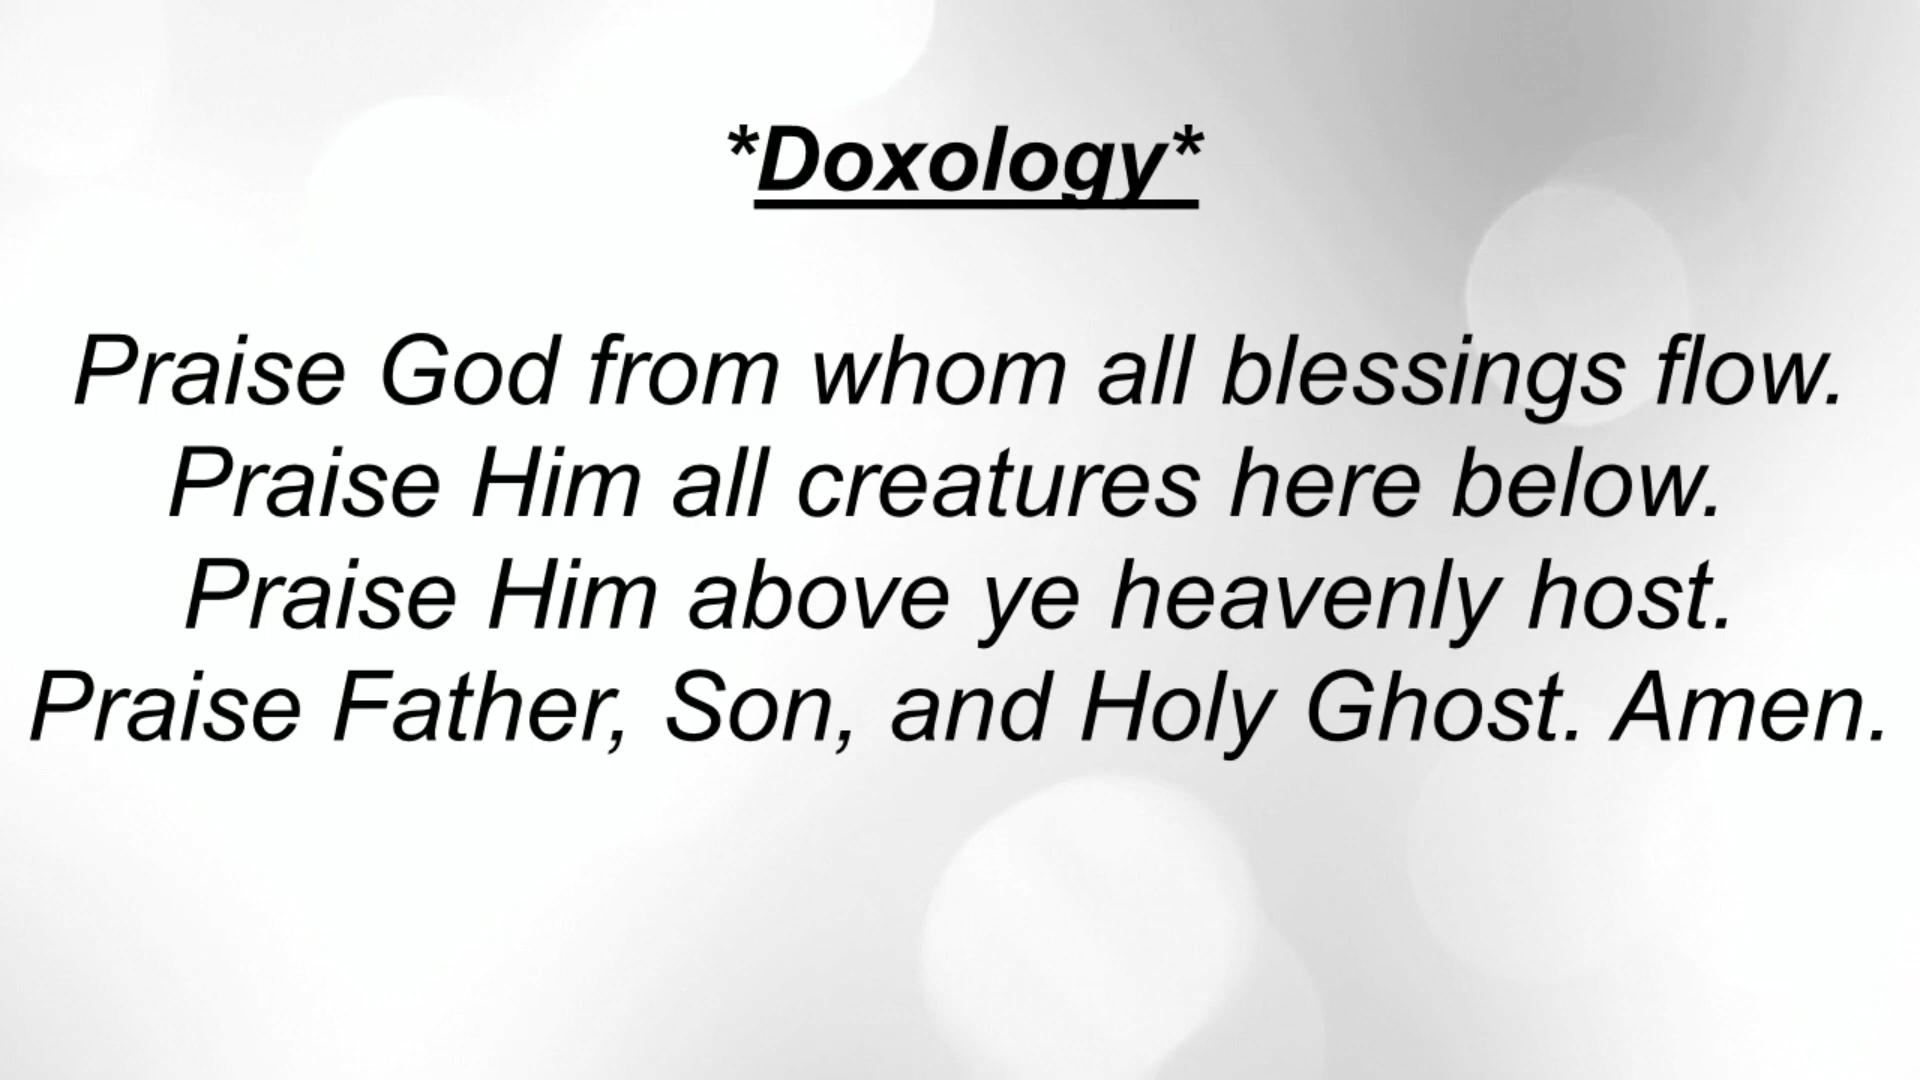 *Doxology*
Praise God from whom all blessings flow.
Praise Him all creatures here below.
Praise Him above ye heavenly host.
Praise Father, Son, and Holy Ghost. Amen.